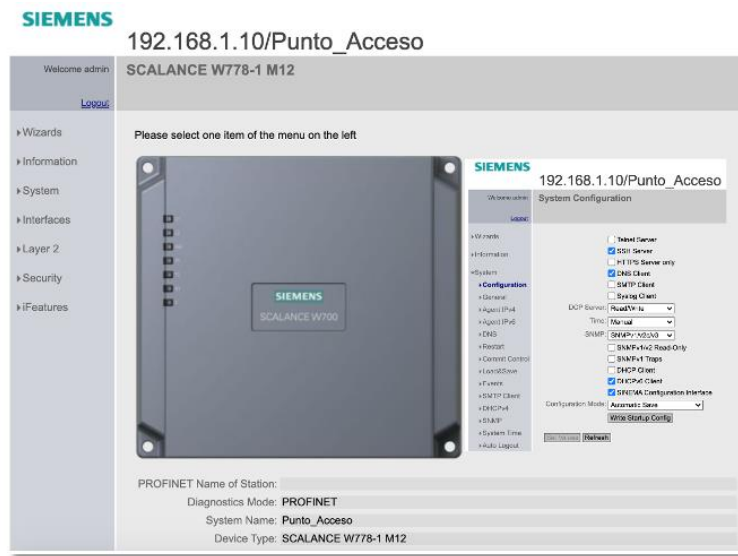 SIEMENS
192.168.1.10/Punto_Acceso
Welcome admin
SCALANCE W778-1 M12
Logout
Wizards
Information
System
Interfaces
Layer 2
Security
iFeatures
Please select one item of the menu on the left
SIEMENS
SCALANCE W700
SIEMENS
192.168.1.10/Punto_Acceso
Welcome admin
System Configuration
Logout
Wizards
Information
System
Configuration
General
Agent IPv4
Agent IPv6
DNS
Restart
Commit Control
Load&Save
Events
SMTP Client
DHCPv4
SNMP
System Time
Auto Logout
Telnet Server
SSH Server
HTTPS Server only
DNS Client
SMTP Client
Syslog Client
DCP Server: Read/Write
Time: Manual
SNMP: SNMPv1/v2c/v3
SNMPv1/v2 Read-Only
SNMPv1 Traps
DHCP Client
DHCPv6 Client
SINEMA Configuration Interface
Configuration Mode: Automatic Save
Write Startup Config
Refresh
PROFINET Name of Station:
Diagnostics Mode: PROFINET
System Name: Punto_Acceso
Device Type: SCALANCE W778-1 M12